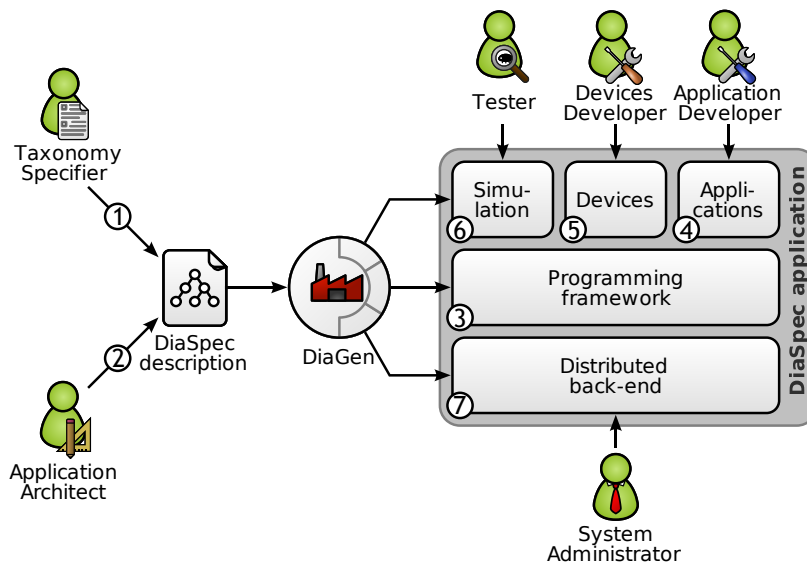 Tester
Devices
Developer
Application
Developer
Taxonomy
Specifier
1
Simu-
lation
6
Devices
5
Appli-
cations
4
DiaSpec application
Programming
framework
3
DiaSpec
description
DiaGen
2
Distributed
back-end
7
Application
Architect
System
Administrator